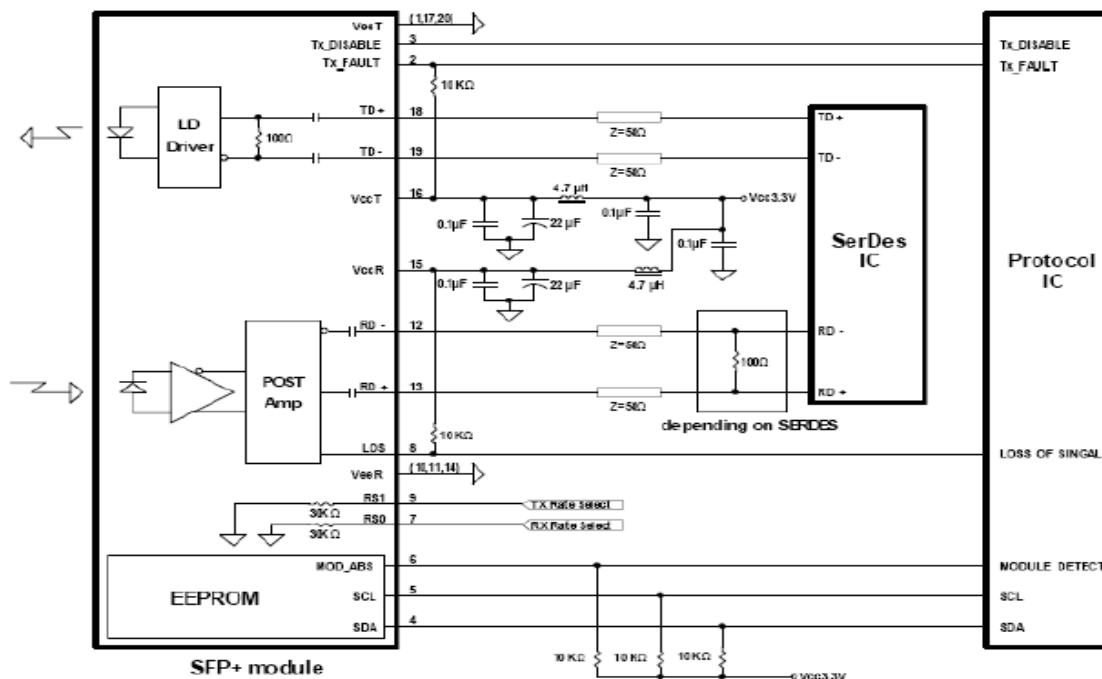 VeeT
(1,17,20)
Tx_DISABLE
3
Tx_DISABLE
Tx_FAULT
2
Tx_FAULT
10 KΩ
LD
Driver
100Ω
TD+
18
Z=50Ω
TD+
TD-
19
Z=50Ω
TD-
VccT
16
4.7 µH
Vcc3.3V
0.1µF
22 µF
0.1µF
0.1µF
SerDes
IC
Protocol
IC
VccR
15
0.1µF
22 µF
4.7 µH
RD -
12
Z=50Ω
RD -
100Ω
POST
Amp
RD +
13
Z=50Ω
RD +
depending on SERDES
10 KΩ
LOS
8
LOSS OF SINGAL
VeeR
(10,11,14)
RS1
9
TX Rate Select
30KΩ
RS0
7
RX Rate Select
30KΩ
MOD_ABS
6
MODULE DETECT
EEPROM
SCL
5
SCL
SDA
4
SDA
10 KΩ
10 KΩ
10 KΩ
Vcc3.3V
SFP+ module